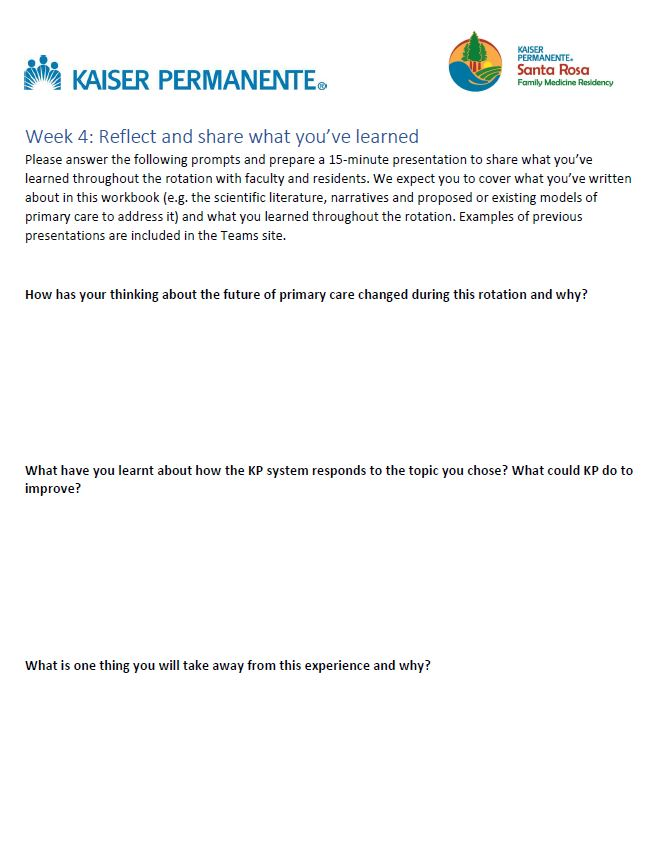 KAISER PERMANENTE®
KAISER
PERMANENTE®
Santa Rosa
Family Medicine Residency
Week 4: Reflect and share what you’ve learned
Please answer the following prompts and prepare a 15-minute presentation to share what you’ve
learned throughout the rotation with faculty and residents. We expect you to cover what you’ve written
about in this workbook (e.g. the scientific literature, narratives and proposed or existing models of
primary care to address it) and what you learned throughout the rotation. Examples of previous
presentations are included in the Teams site.
How has your thinking about the future of primary care changed during this rotation and why?
What have you learnt about how the KP system responds to the topic you chose? What could KP do to
improve?
What is one thing you will take away from this experience and why?